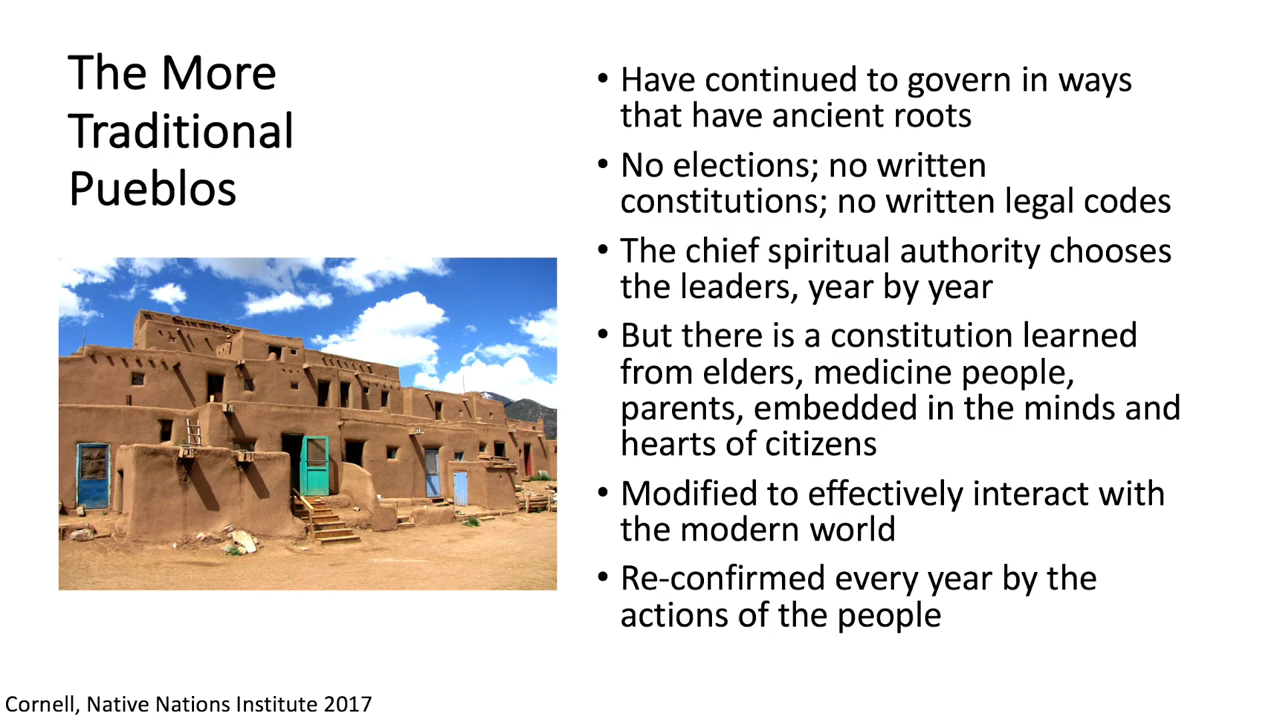 The More
Traditional
Pueblos
• Have continued to govern in ways
that have ancient roots
• No elections; no written
constitutions; no written legal codes
• The chief spiritual authority chooses
the leaders, year by year
• But there is a constitution learned
from elders, medicine people,
parents, embedded in the minds and
hearts of citizens
• Modified to effectively interact with
the modern world
• Re-confirmed every year by the
actions of the people
Cornell, Native Nations Institute 2017